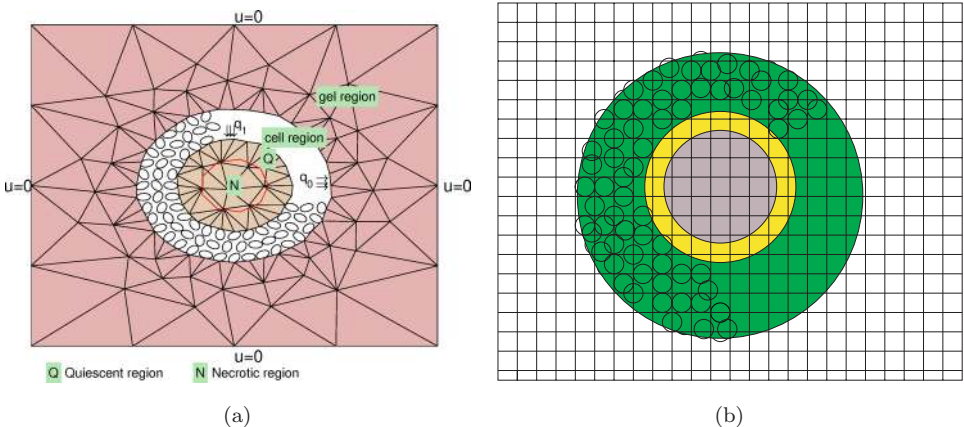 u=0
gel region
q1
cell region
Q
u=0
N
q0
u=0
u=0
Q Quiescent region
N Necrotic region
(a)
(b)